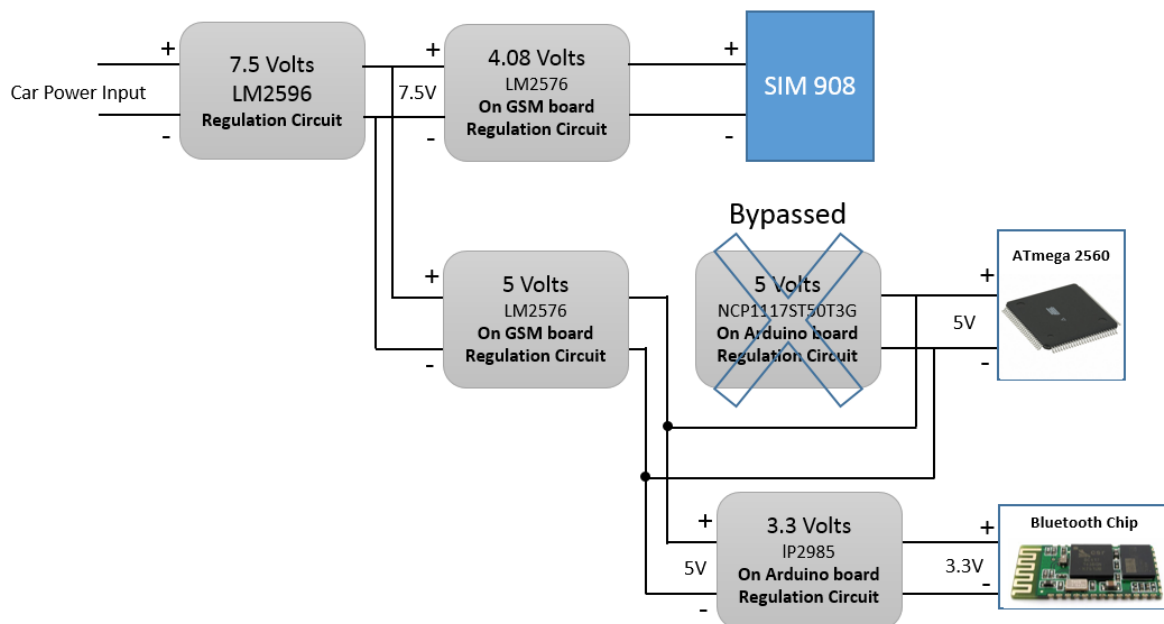 +
Car Power Input
-
7.5 Volts
LM2596
Regulation Circuit
+
7.5V
-
4.08 Volts
LM2576
On GSM board
Regulation Circuit
+
-
SIM 908
+
-
5 Volts
LM2576
On GSM board
Regulation Circuit
Bypassed
5 Volts
NCP1117ST50T3G
On Arduino board
Regulation Circuit
+
5V
-
ATmega 2560
+
5V
-
3.3 Volts
lP2985
On Arduino board
Regulation Circuit
+
3.3V
-
Bluetooth Chip